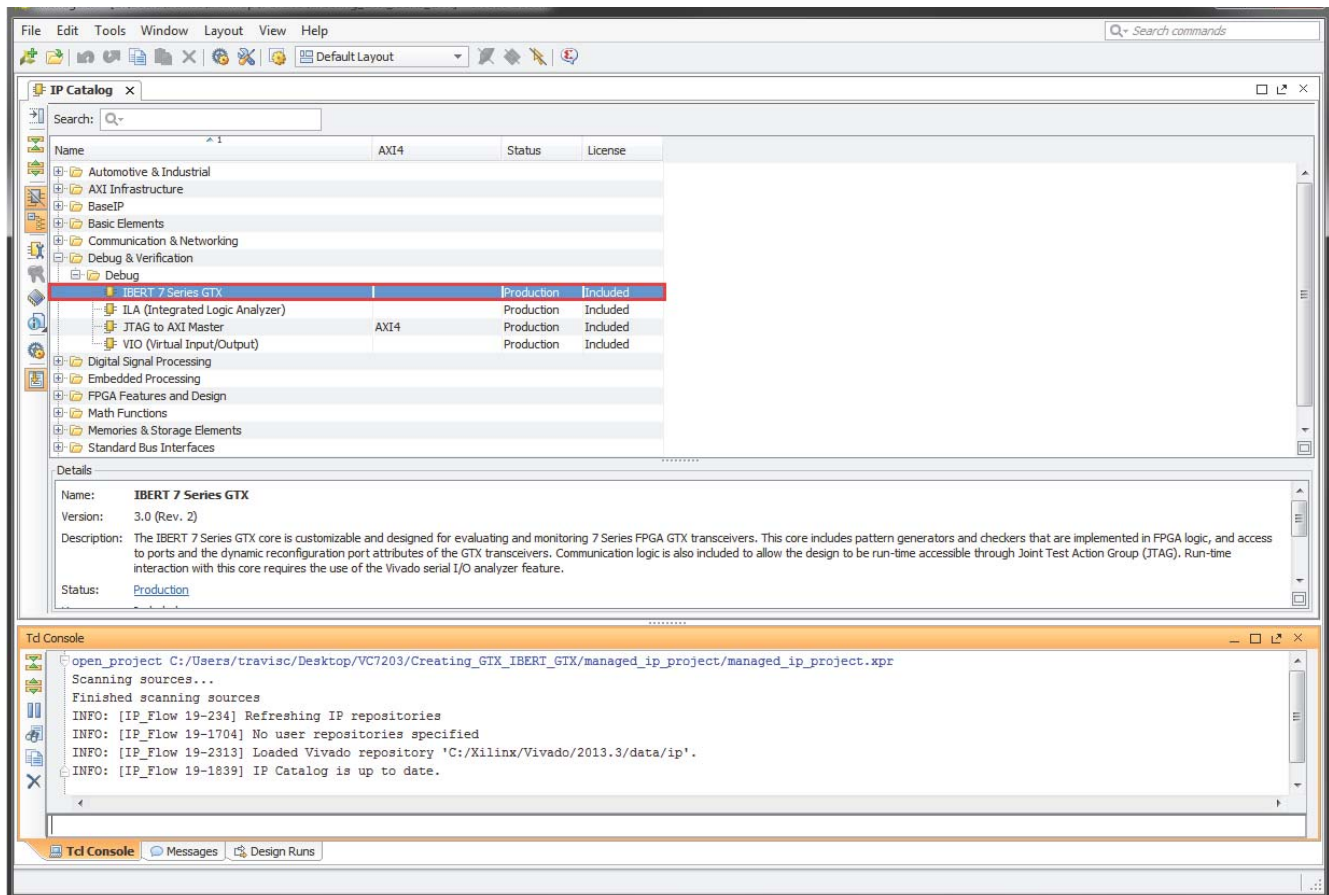 File Edit Tools Window Layout View Help
Search commands
Default Layout
IP Catalog
Search:
Name 1 AXI4 Status License
Automotive & Industrial
AXI Infrastructure
BaseIP
Basic Elements
Communication & Networking
Debug & Verification
Debug
IBERT 7 Series GTX Production Included
ILA (Integrated Logic Analyzer) Production Included
JTAG to AXI Master AXI4 Production Included
VIO (Virtual Input/Output) Production Included
Digital Signal Processing
Embedded Processing
FPGA Features and Design
Math Functions
Memories & Storage Elements
Standard Bus Interfaces
Details
Name: IBERT 7 Series GTX
Version: 3.0 (Rev. 2)
Description: The IBERT 7 Series GTX core is customizable and designed for evaluating and monitoring 7 Series FPGA GTX transceivers. This core includes pattern generators and checkers that are implemented in FPGA logic, and access
to ports and the dynamic reconfiguration port attributes of the GTX transceivers. Communication logic is also included to allow the design to be run-time accessible through Joint Test Action Group (JTAG). Run-time
interaction with this core requires the use of the Vivado serial I/O analyzer feature.
Status: Production
Tcl Console
open_project C:/Users/travisc/Desktop/VC7203/Creating_GTX_IBERT_GTX/managed_ip_project/managed_ip_project.xpr
Scanning sources...
Finished scanning sources
INFO: [IP_Flow 19-234] Refreshing IP repositories
INFO: [IP_Flow 19-1704] No user repositories specified
INFO: [IP_Flow 19-2313] Loaded Vivado repository 'C:/Xilinx/Vivado/2013.3/data/ip'.
INFO: [IP_Flow 19-1839] IP Catalog is up to date.
Tcl Console Messages Design Runs